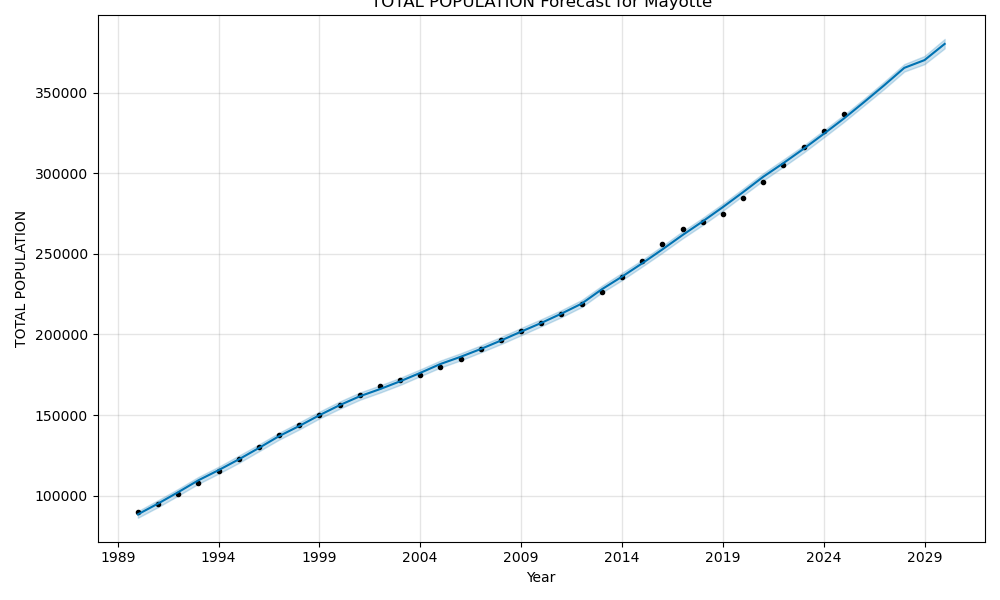 TOTAL POPULATION Forecast for Mayotte
350000
300000
250000
200000
150000
100000
TOTAL POPULATION
1989 1994 1999 2004 2009 2014 2019 2024 2029
Year